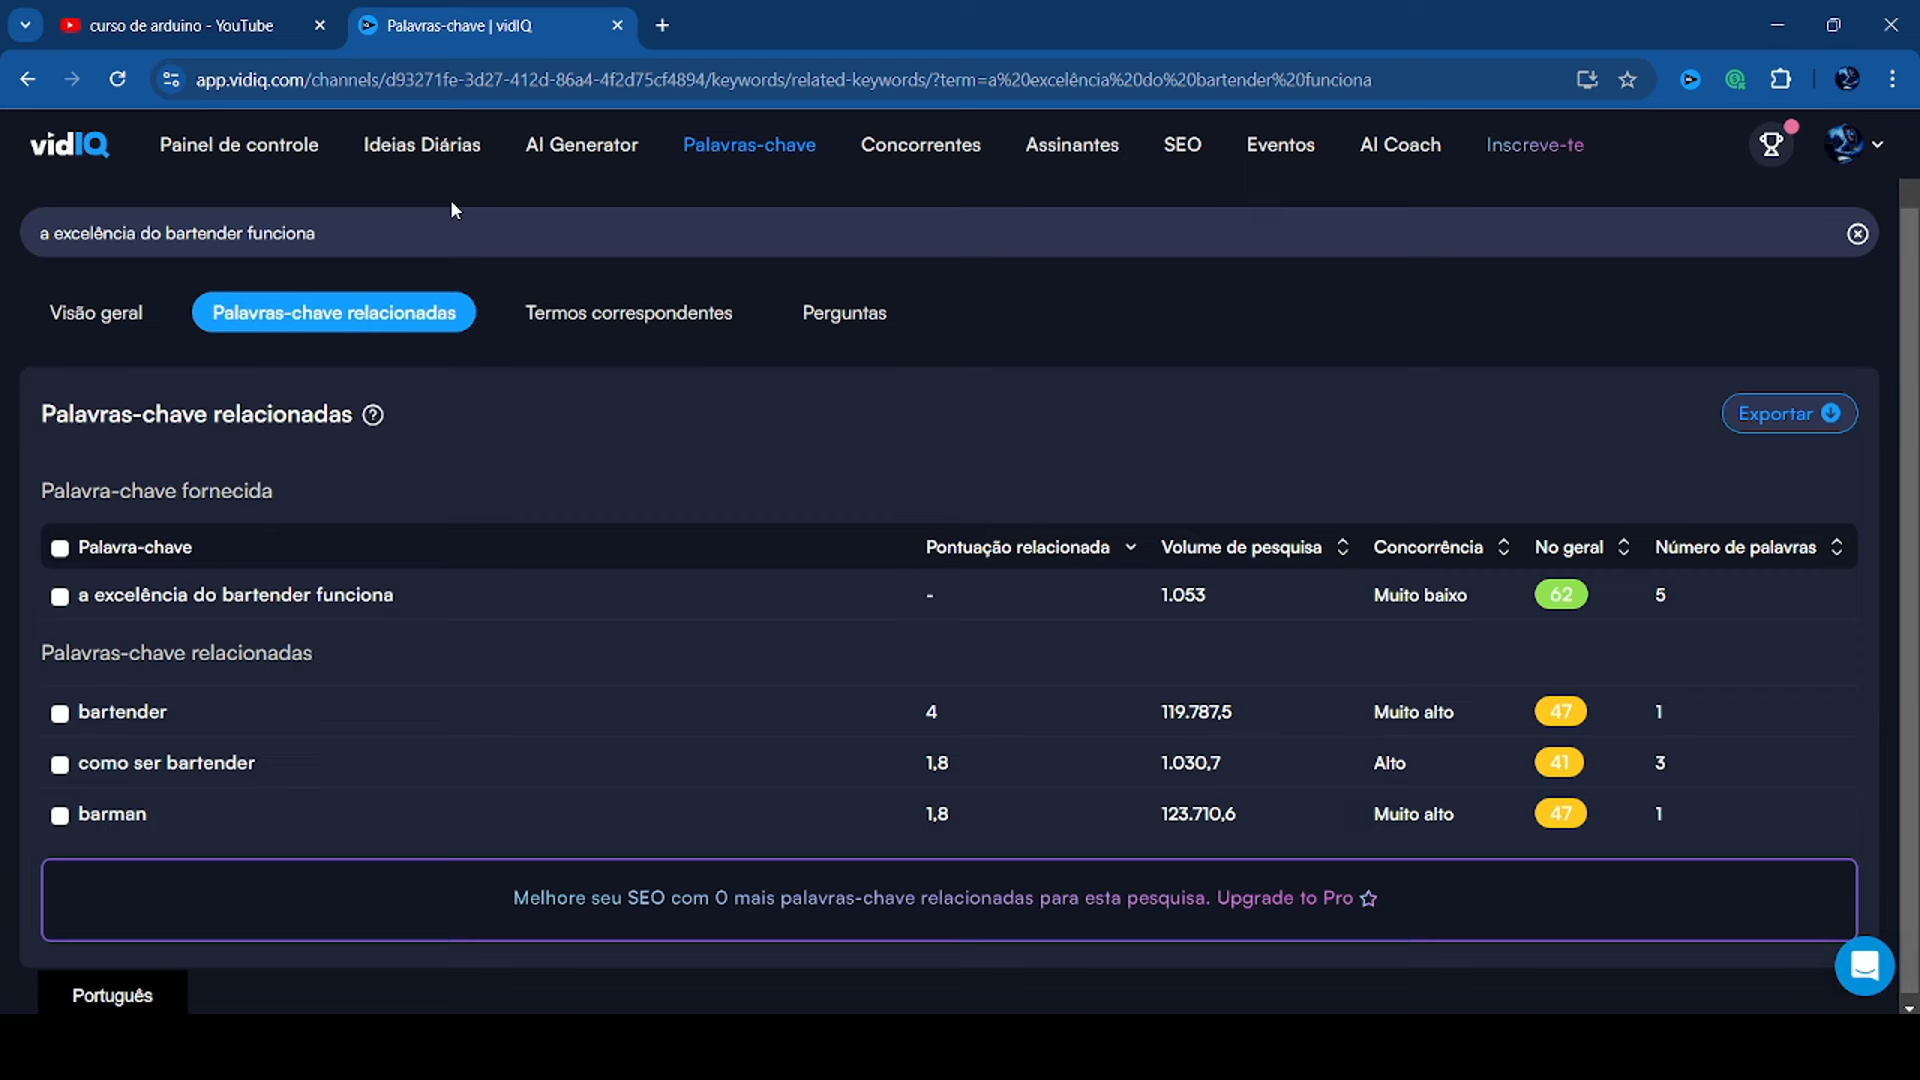 curso de arduino - YouTube
Palavras-chave | vidIQ
app.vidiq.com/channels/d93271fe-3d27-412d-86a4-4f2d75cf4894/keywords/related-keywords/?term=a%20excelência%20do%20bartender%20funciona
vidIQ Painel de controle Ideias Diárias AI Generator Palavras-chave Concorrentes Assinantes SEO Eventos AI Coach Inscreve-te
a excelência do bartender funciona
Visão geral Palavras-chave relacionadas Termos correspondentes Perguntas
Palavras-chave relacionadas
Exportar
Palavra-chave fornecida
Palavra-chave Pontuação relacionada Volume de pesquisa Concorrência No geral Número de palavras
a excelência do bartender funciona - 1.053 Muito baixo 62 5
Palavras-chave relacionadas
bartender 4 119.787,5 Muito alto 47 1
como ser bartender 1,8 1.030,7 Alto 41 3
barman 1,8 123.710,6 Muito alto 47 1
Melhore seu SEO com 0 mais palavras-chave relacionadas para esta pesquisa. Upgrade to Pro
Português